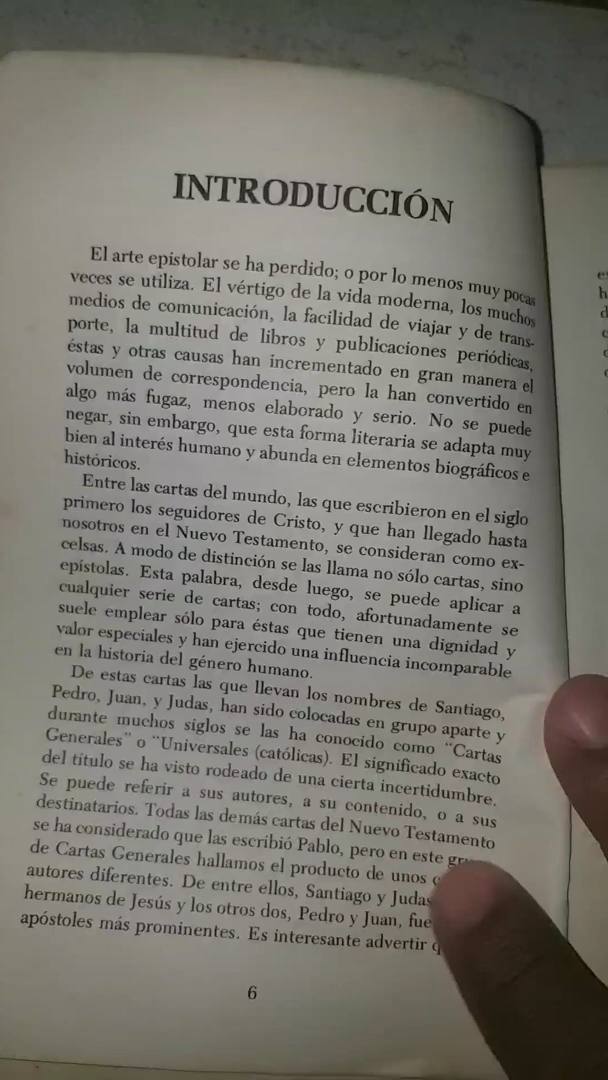 INTRODUCCIÓN
El arte epistolar se ha perdido; o por lo menos muy pocas
veces se utiliza. El vértigo de la vida moderna, los muchos
medios de comunicación, la facilidad de viajar y de trans-
porte, la multitud de libros y publicaciones periódicas,
éstas y otras causas han incrementado en gran manera el
volumen de correspondencia, pero la han convertido en
algo más fugaz, menos elaborado y serio. No se puede
negar, sin embargo, que esta forma literaria se adapta muy
bien al interés humano y abunda en elementos biográficos e
históricos.
Entre las cartas del mundo, las que escribieron en el siglo
primero los seguidores de Cristo, y que han llegado hasta
nosotros en el Nuevo Testamento, se consideran como ex-
celsas. A modo de distinción se las llama no sólo cartas, sino
epístolas. Esta palabra, desde luego, se puede aplicar a
cualquier serie de cartas; con todo, afortunadamente se
suele emplear sólo para éstas que tienen una dignidad y
valor especiales y han ejercido una influencia incomparable
en la historia del género humano.
De estas cartas las que llevan los nombres de Santiago,
Pedro, Juan, y Judas, han sido colocadas en grupo aparte y
durante muchos siglos se las ha conocido como "Cartas
Generales" o "Universales (católicas). El significado exacto
del título se ha visto rodeado de una cierta incertidumbre.
Se puede referir a sus autores, a su contenido, o a sus
destinatarios. Todas las demás cartas del Nuevo Testamento
se ha considerado que las escribió Pablo, pero en este
de Cartas Generales hallamos el producto de unos
autores diferentes. De entre ellos, Santiago y Judas
hermanos de Jesús y los otros dos, Pedro y Juan,
apóstoles más prominentes. Es interesante advertir
6